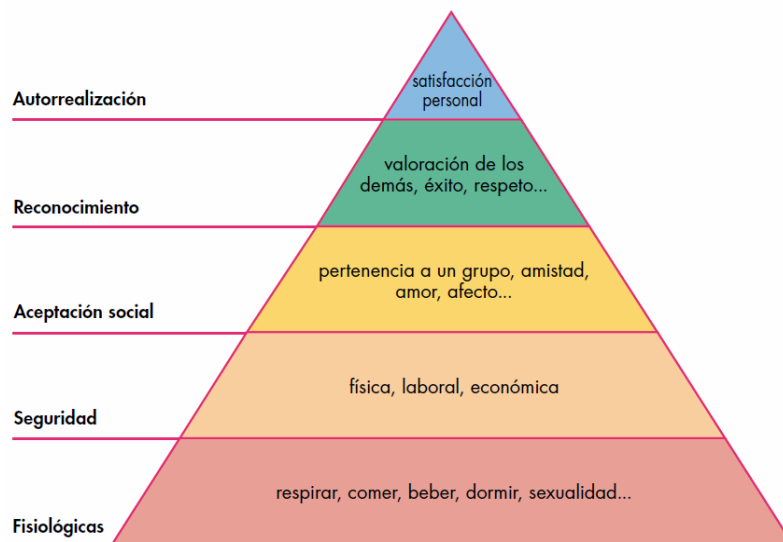 satisfacción
personal
Autorrealización
valoración de los
demás, éxito, respeto...
Reconocimiento
pertenencia a un grupo, amistad,
amor, afecto...
Aceptación social
física, laboral, económica
Seguridad
respirar, comer, beber, dormir, sexualidad...
Fisiológicas